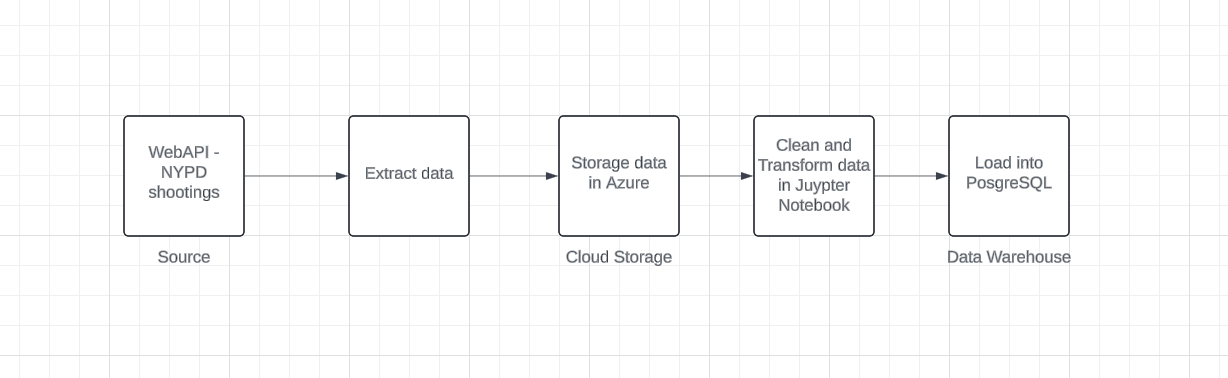 WebAPI -
NYPD
shootings
Extract data
Storage data
in Azure
Clean and
Transform data
in Juypter
Notebook
Load into
PosgreSQL
Source
Cloud Storage
Data Warehouse